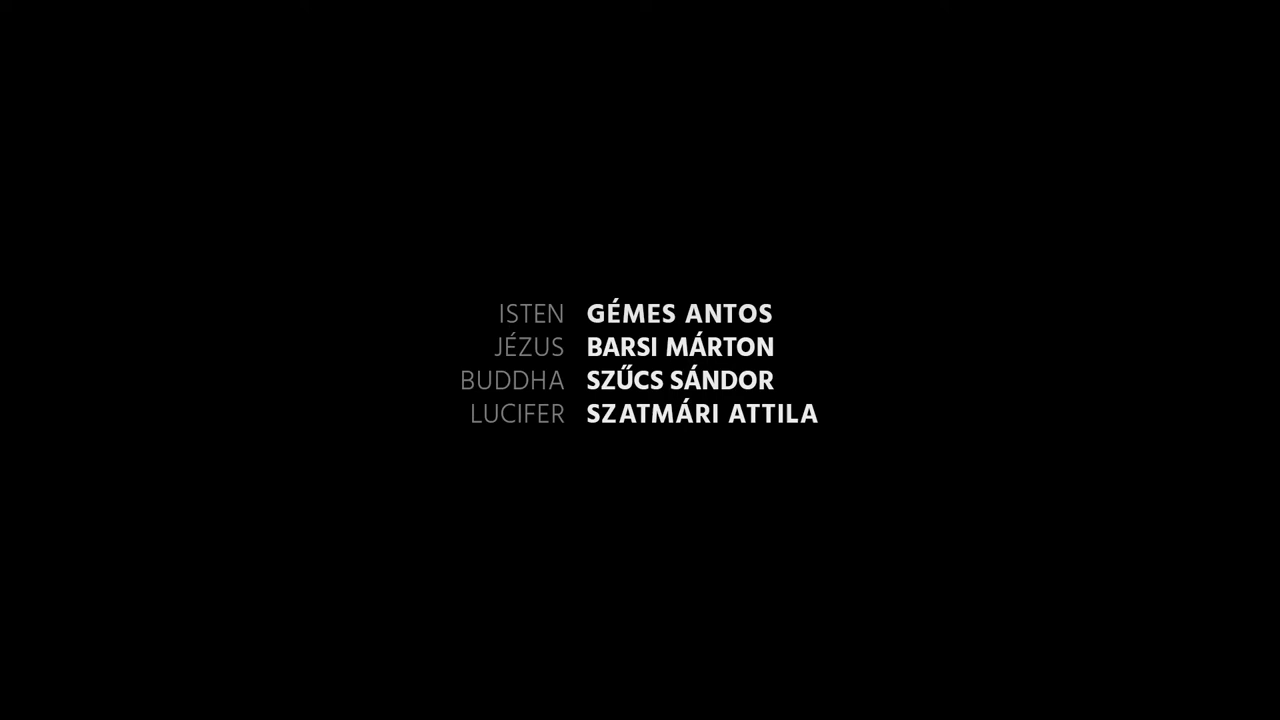 ISTEN GÉMES ANTOS
JÉZUS BARSI MÁRTON
BUDDHA SZŰCS SÁNDOR
LUCIFER SZATMÁRI ATTILA